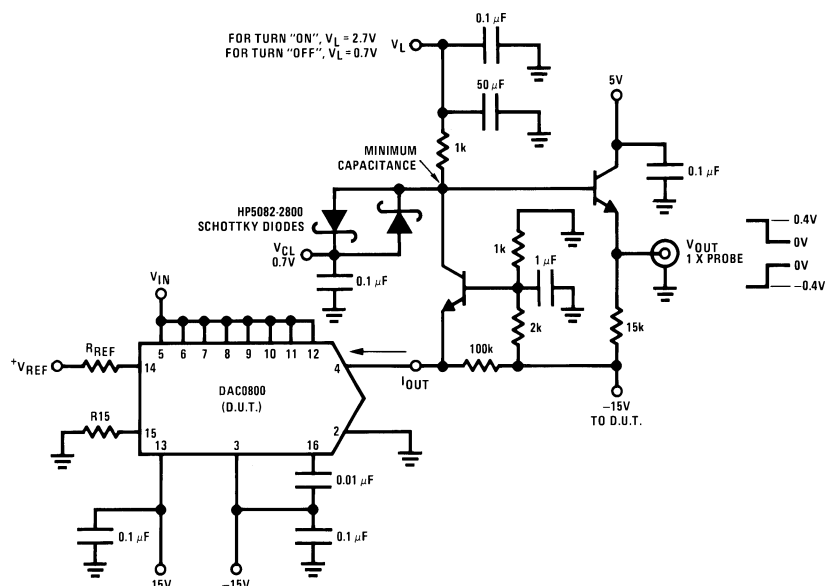 FOR TURN "ON", VL = 2.7V
FOR TURN "OFF", VL = 0.7V
VL
0.1 μF
50 μF
5V
1k
MINIMUM
CAPACITANCE
0.1 μF
HP5082-2800
SCHOTTKY DIODES
VCL
0.7V
0.1 μF
1k
1 μF
VOUT
1 X PROBE
0.4V
0V
0V
−0.4V
VIN
2k
15k
5 6 7 8 9 10 11 12
+VREF
RREF
14
4
IOUT
100k
DAC0800
(D.U.T.)
−15V
TO D.U.T.
R15
15
13
3
16
2
0.01 μF
0.1 μF
0.1 μF
15V
−15V